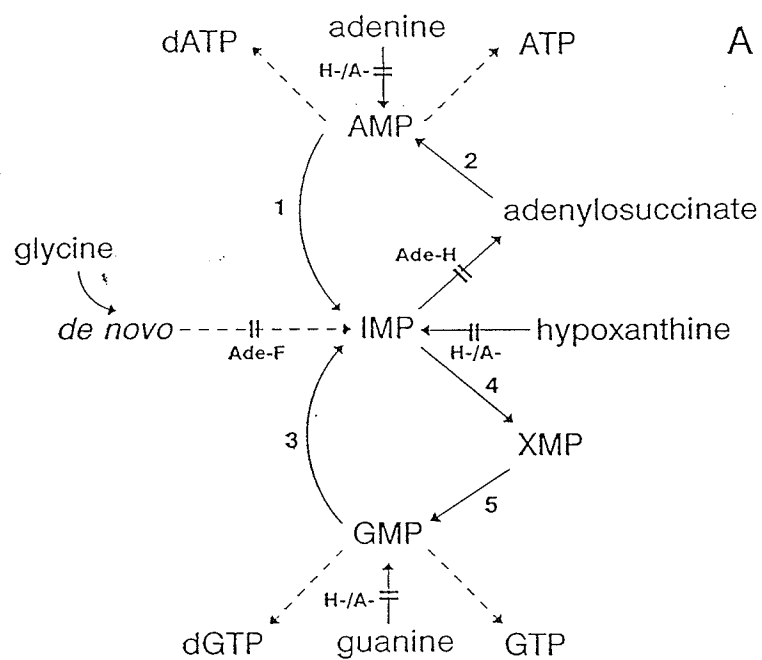 adenine
dATP
ATP
A
H-/A-
AMP
2
1
adenylosuccinate
Ade-H
glycine
de novo
IMP
hypoxanthine
Ade-F
H-/A-
4
3
XMP
5
GMP
H-/A-
dGTP
guanine
GTP